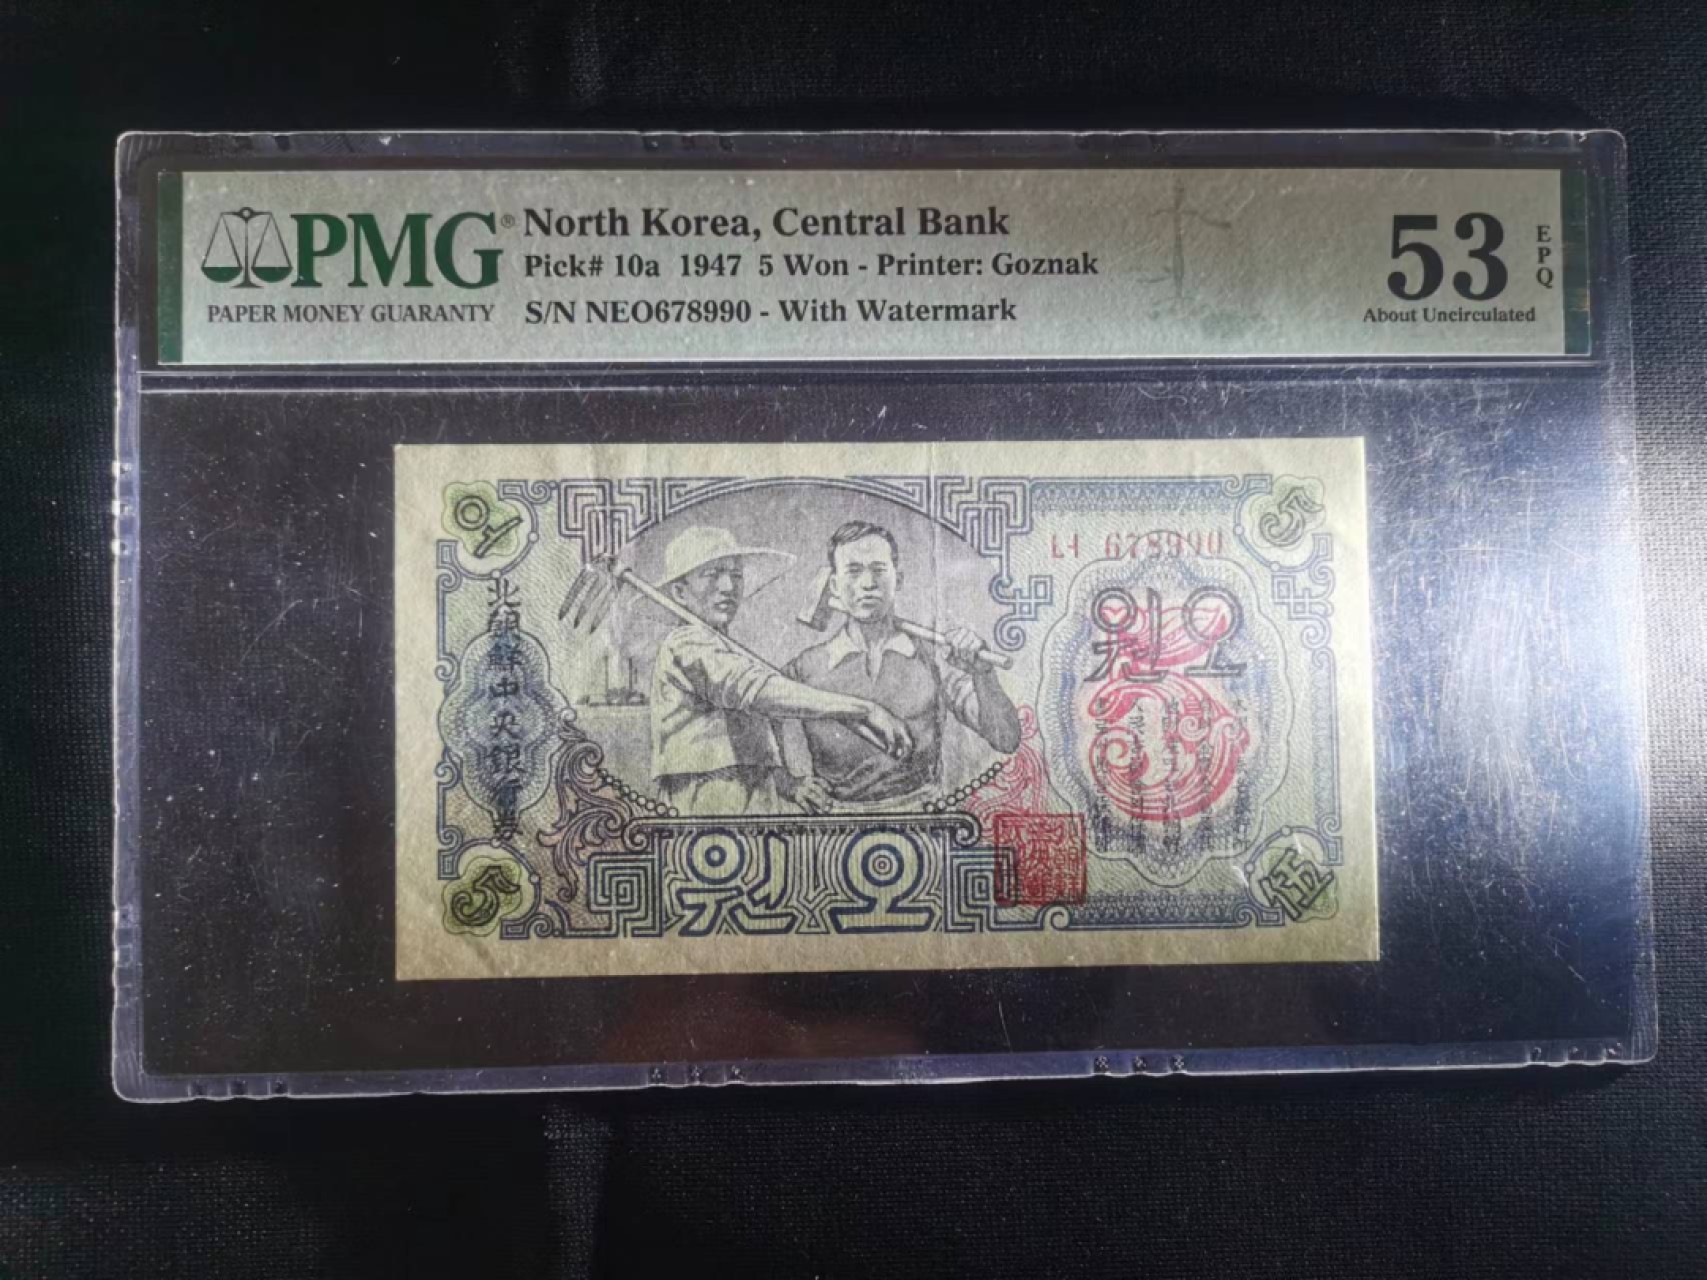 PMG®
PAPER MONEY GUARANTY
North Korea, Central Bank
Pick# 10a 1947 5 Won - Printer: Goznak
S/N NEO678990 - With Watermark
53
EPQ
About Uncirculated
오
5
나 678990
원오
北朝鮮中央銀行券
5
원오
伍